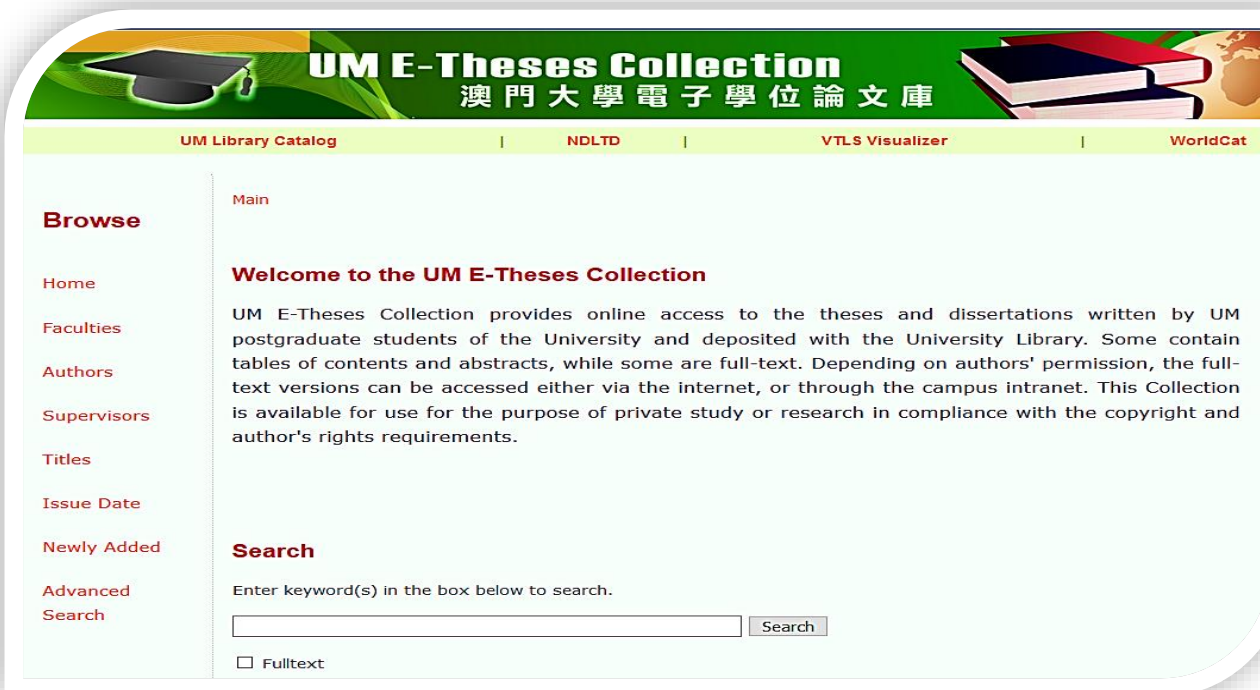 UM E-Theses Collection
澳門大學電子學位論文庫
UM Library Catalog | NDLTD | VTLS Visualizer | WorldCat
Browse
Home
Faculties
Authors
Supervisors
Titles
Issue Date
Newly Added
Advanced
Search
Main
Welcome to the UM E-Theses Collection
UM E-Theses Collection provides online access to the theses and dissertations written by UM
postgraduate students of the University and deposited with the University Library. Some contain
tables of contents and abstracts, while some are full-text. Depending on authors' permission, the full-
text versions can be accessed either via the internet, or through the campus intranet. This Collection
is available for use for the purpose of private study or research in compliance with the copyright and
author's rights requirements.
Search
Enter keyword(s) in the box below to search.
Search
Fulltext